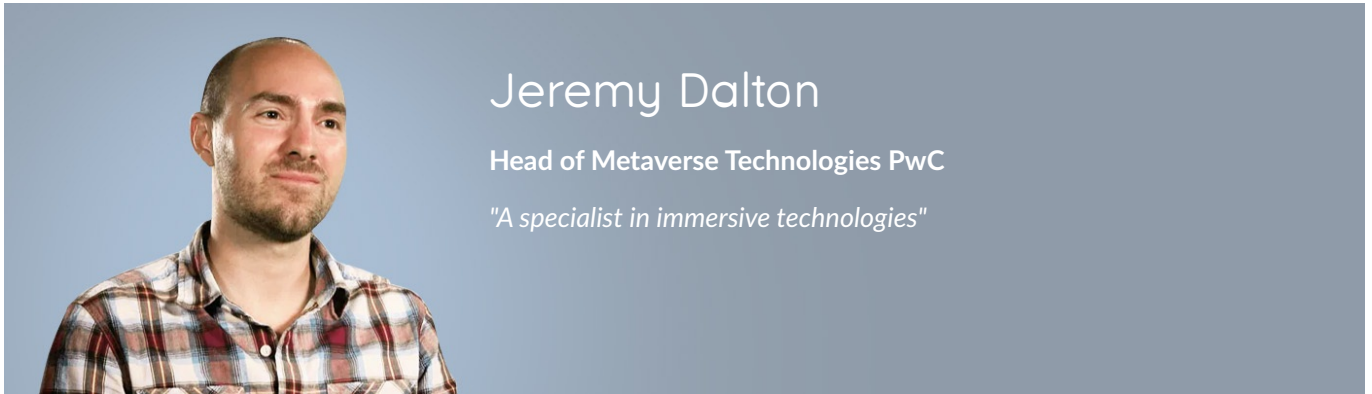 Jeremy Dalton
Head of Metaverse Technologies PwC
"A specialist in immersive technologies"